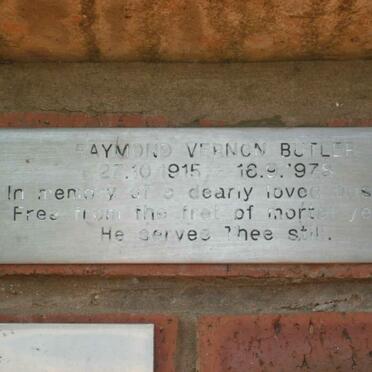 RAYMOND VERNON BUTLER
27.10.1915 18.9.197
In memory of a dearly loved
Free from the fret of mortal
He serves Thee still.